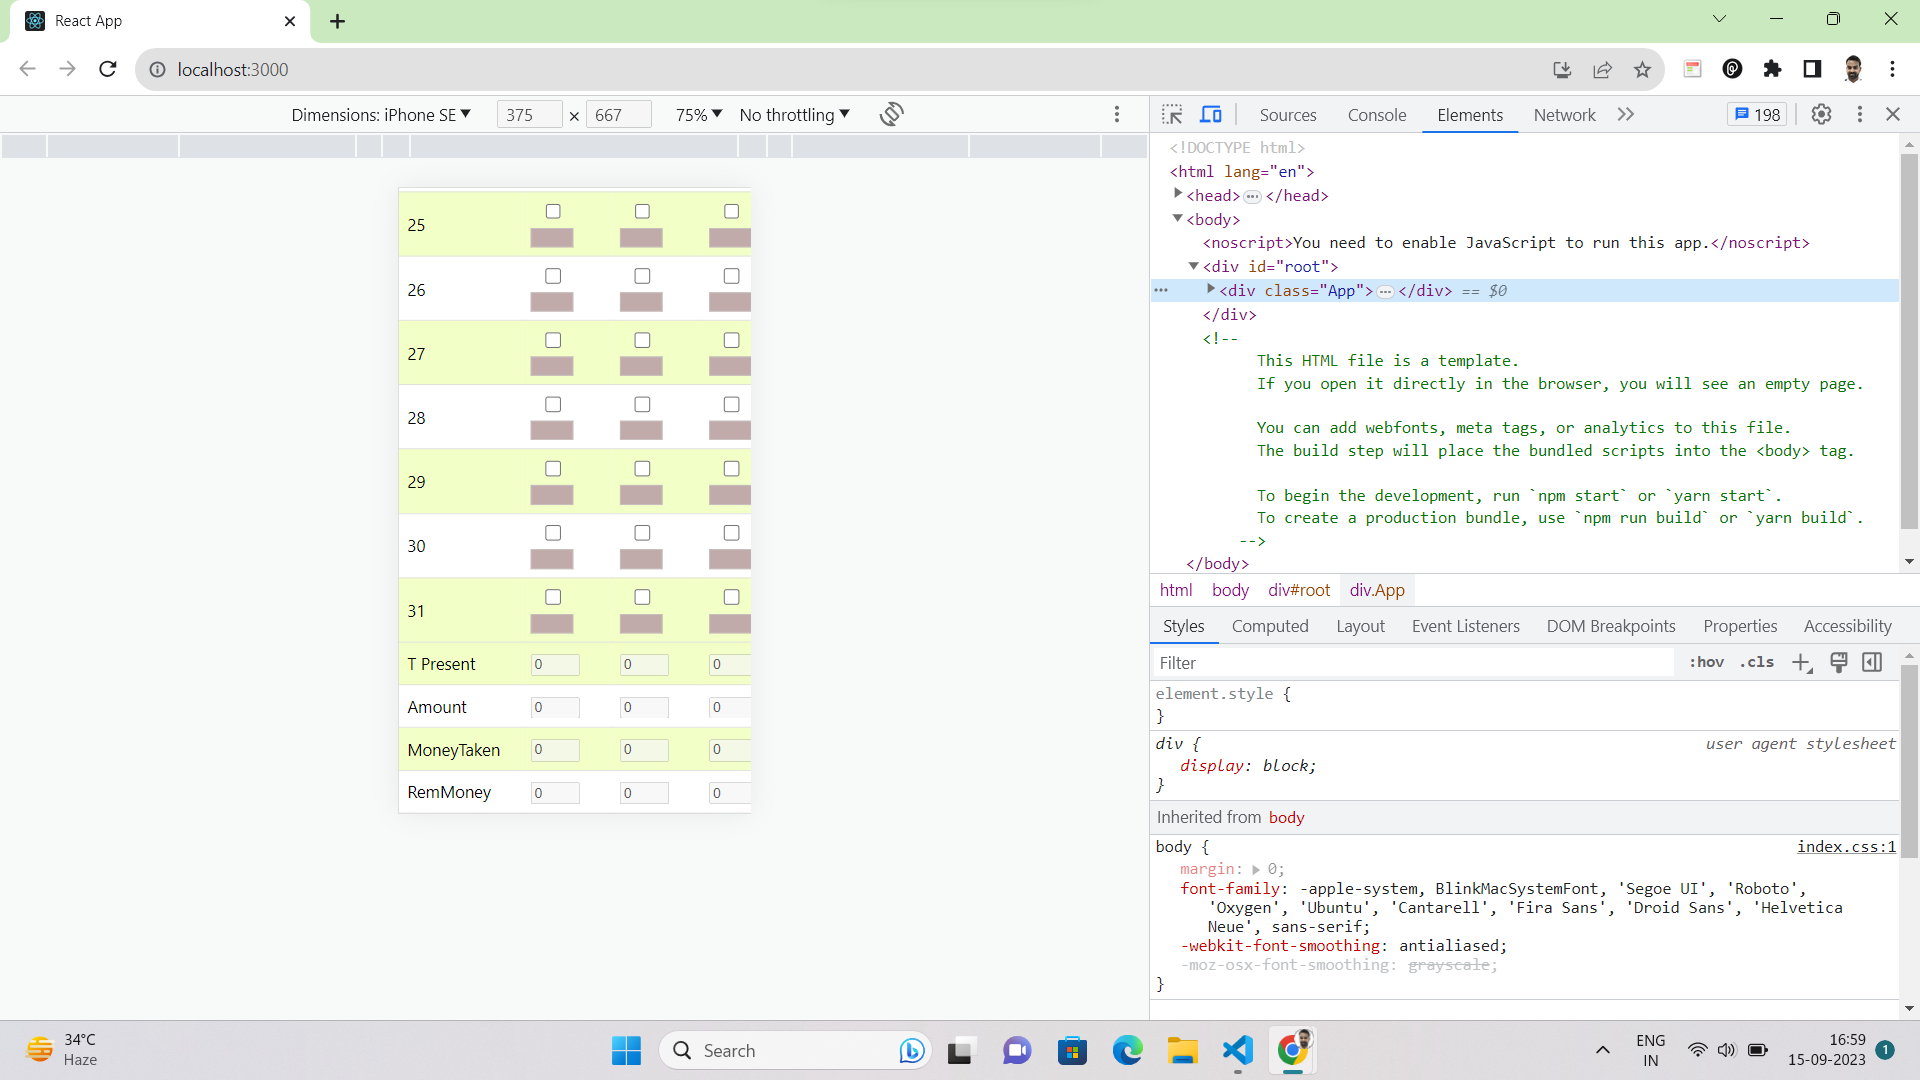 React App
localhost:3000
Dimensions: iPhone SE 375 × 667 75% No throttling
Sources Console Elements Network 198
25
26
27
28
29
30
31
T Present 0 0 0
Amount 0 0 0
MoneyTaken 0 0 0
RemMoney 0 0 0
<!DOCTYPE html>
<html lang="en">
<head> ••• </head>
<body>
<noscript>You need to enable JavaScript to run this app.</noscript>
<div id="root">
<div class="App"> ••• </div> == $0
</div>
<!--
This HTML file is a template.
If you open it directly in the browser, you will see an empty page.
You can add webfonts, meta tags, or analytics to this file.
The build step will place the bundled scripts into the <body> tag.
To begin the development, run `npm start` or `yarn start`.
To create a production bundle, use `npm run build` or `yarn build`.
-->
</body>
html body div#root div.App
Styles Computed Layout Event Listeners DOM Breakpoints Properties Accessibility
Filter :hov .cls
element.style {
}
div { user agent stylesheet
display: block;
}
Inherited from body
body { index.css:1
margin: 0;
font-family: -apple-system, BlinkMacSystemFont, 'Segoe UI', 'Roboto',
'Oxygen', 'Ubuntu', 'Cantarell', 'Fira Sans', 'Droid Sans', 'Helvetica
Neue', sans-serif;
-webkit-font-smoothing: antialiased;
-moz-osx-font-smoothing: grayscale;
}
34°C
Haze
Search
ENG
IN
16:59
15-09-2023
1